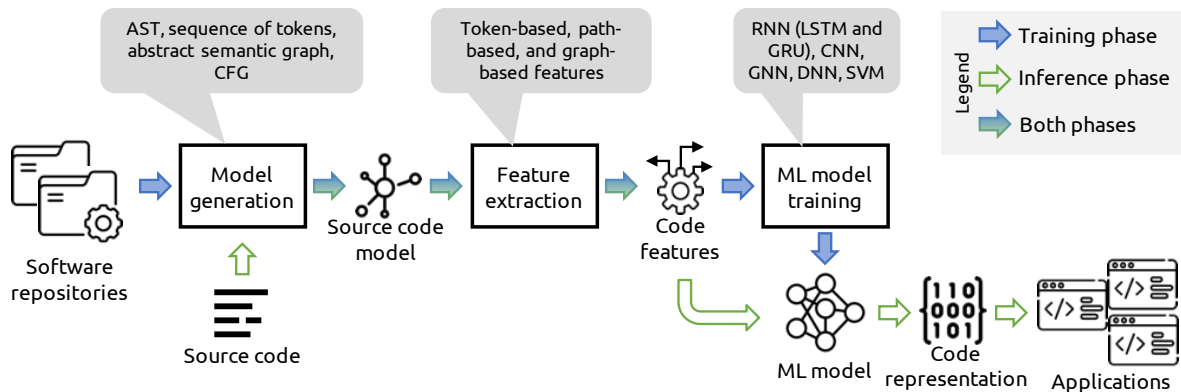 AST, sequence of tokens,
abstract semantic graph,
CFG
Token-based, path-
based, and graph-
based features
RNN (LSTM and
GRU), CNN,
GNN, DNN, SVM
Legend
Training phase
Inference phase
Both phases
Software
repositories
Model
generation
Source code
Source code
model
Feature
extraction
Code
features
ML model
training
ML model
110
000
101
Code
representation
</>
</>
</>
Applications